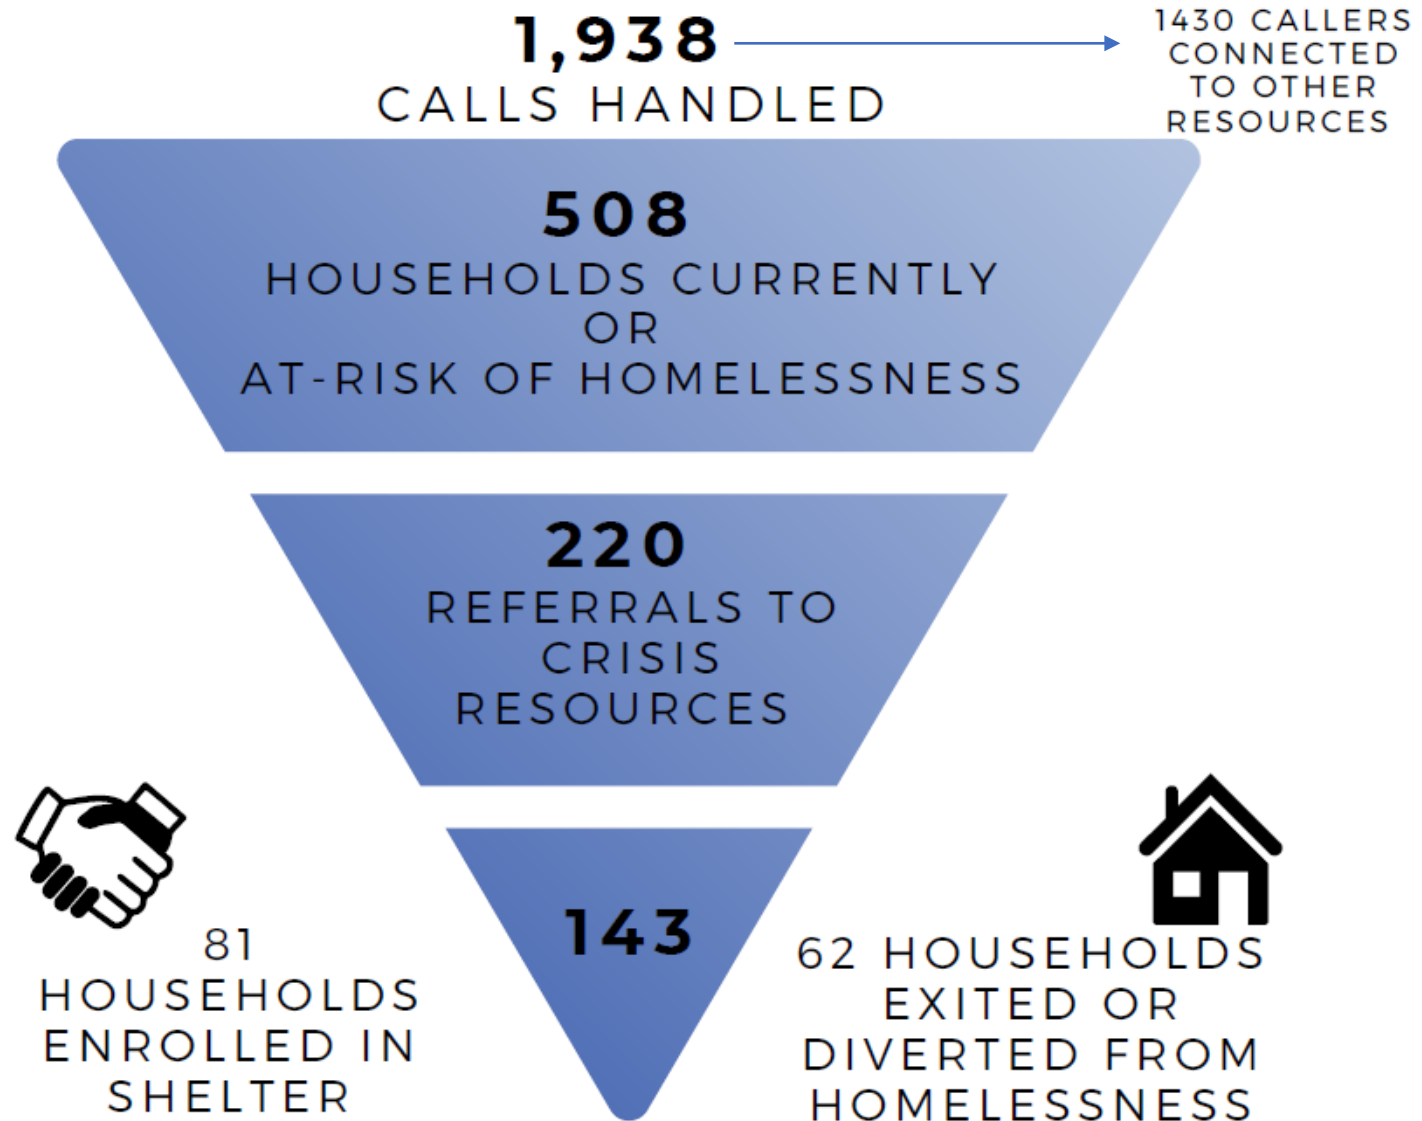 1,938
CALLS HANDLED
1430 CALLERS
CONNECTED
TO OTHER
RESOURCES
508
HOUSEHOLDS CURRENTLY
OR
AT-RISK OF HOMELESSNESS
220
REFERRALS TO
CRISIS
RESOURCES
143
81
HOUSEHOLDS
ENROLLED IN
SHELTER
62 HOUSEHOLDS
EXITED OR
DIVERTED FROM
HOMELESSNESS